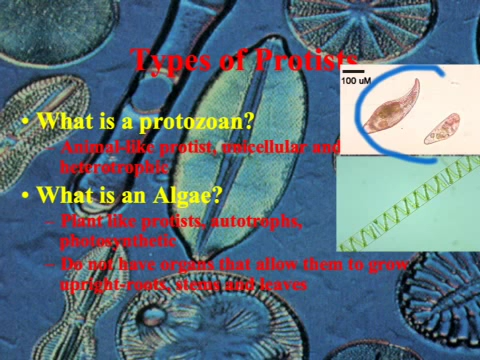 Types of Protists
100 uM
• What is a protozoan?
– Animal-like protist, unicellular and
heterotrophic
• What is an Algae?
– Plant like protists, autotrophs,
photosynthetic
– Do not have organs that allow them to grow
upright-roots, stems and leaves